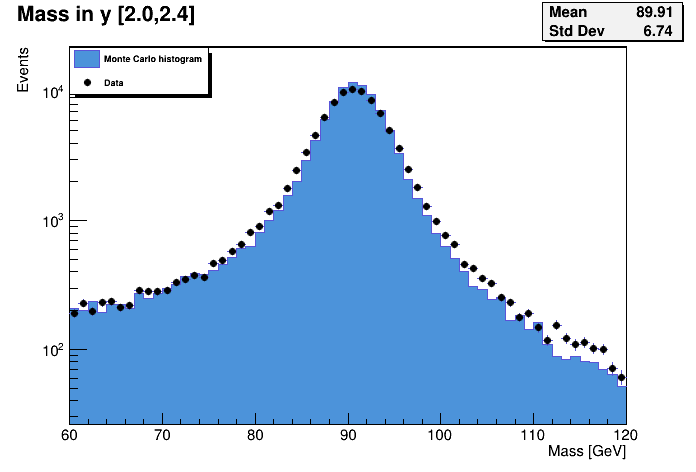 Mass in y [2.0,2.4]
Mean 89.91
Std Dev 6.74
Events
Monte Carlo histogram
Data
10⁴
10³
10²
60 70 80 90 100 110 120
Mass [GeV]